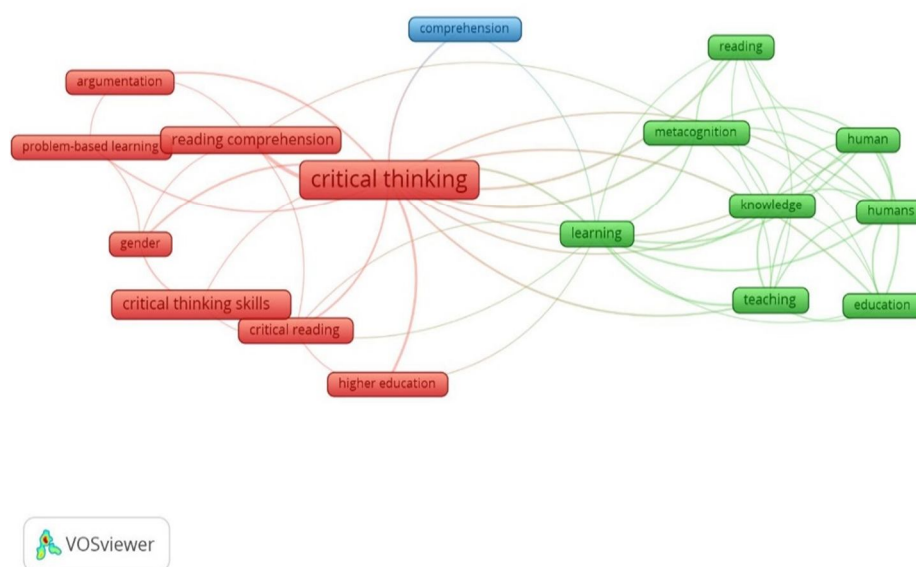 comprehension
reading
argumentation
metacognition
problem-based learning
reading comprehension
human
critical thinking
knowledge
humans
learning
gender
teaching
critical thinking skills
education
critical reading
higher education
VOSviewer